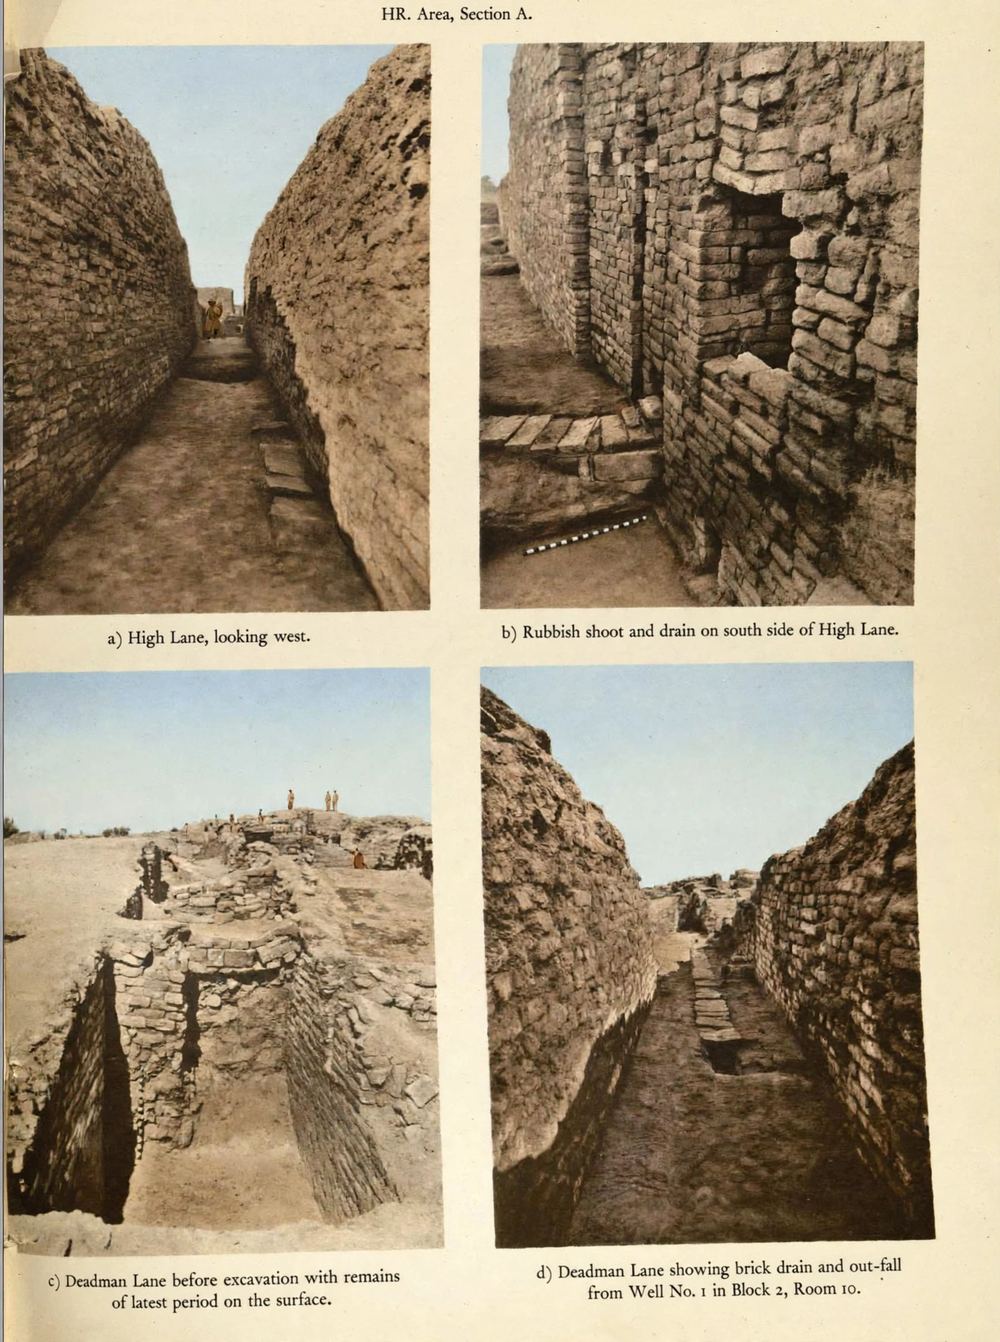 HR. Area, Section A.
a) High Lane, looking west.
b) Rubbish shoot and drain on south side of High Lane.
c) Deadman Lane before excavation with remains
of latest period on the surface.
d) Deadman Lane showing brick drain and out-fall
from Well No. 1 in Block 2, Room 10.